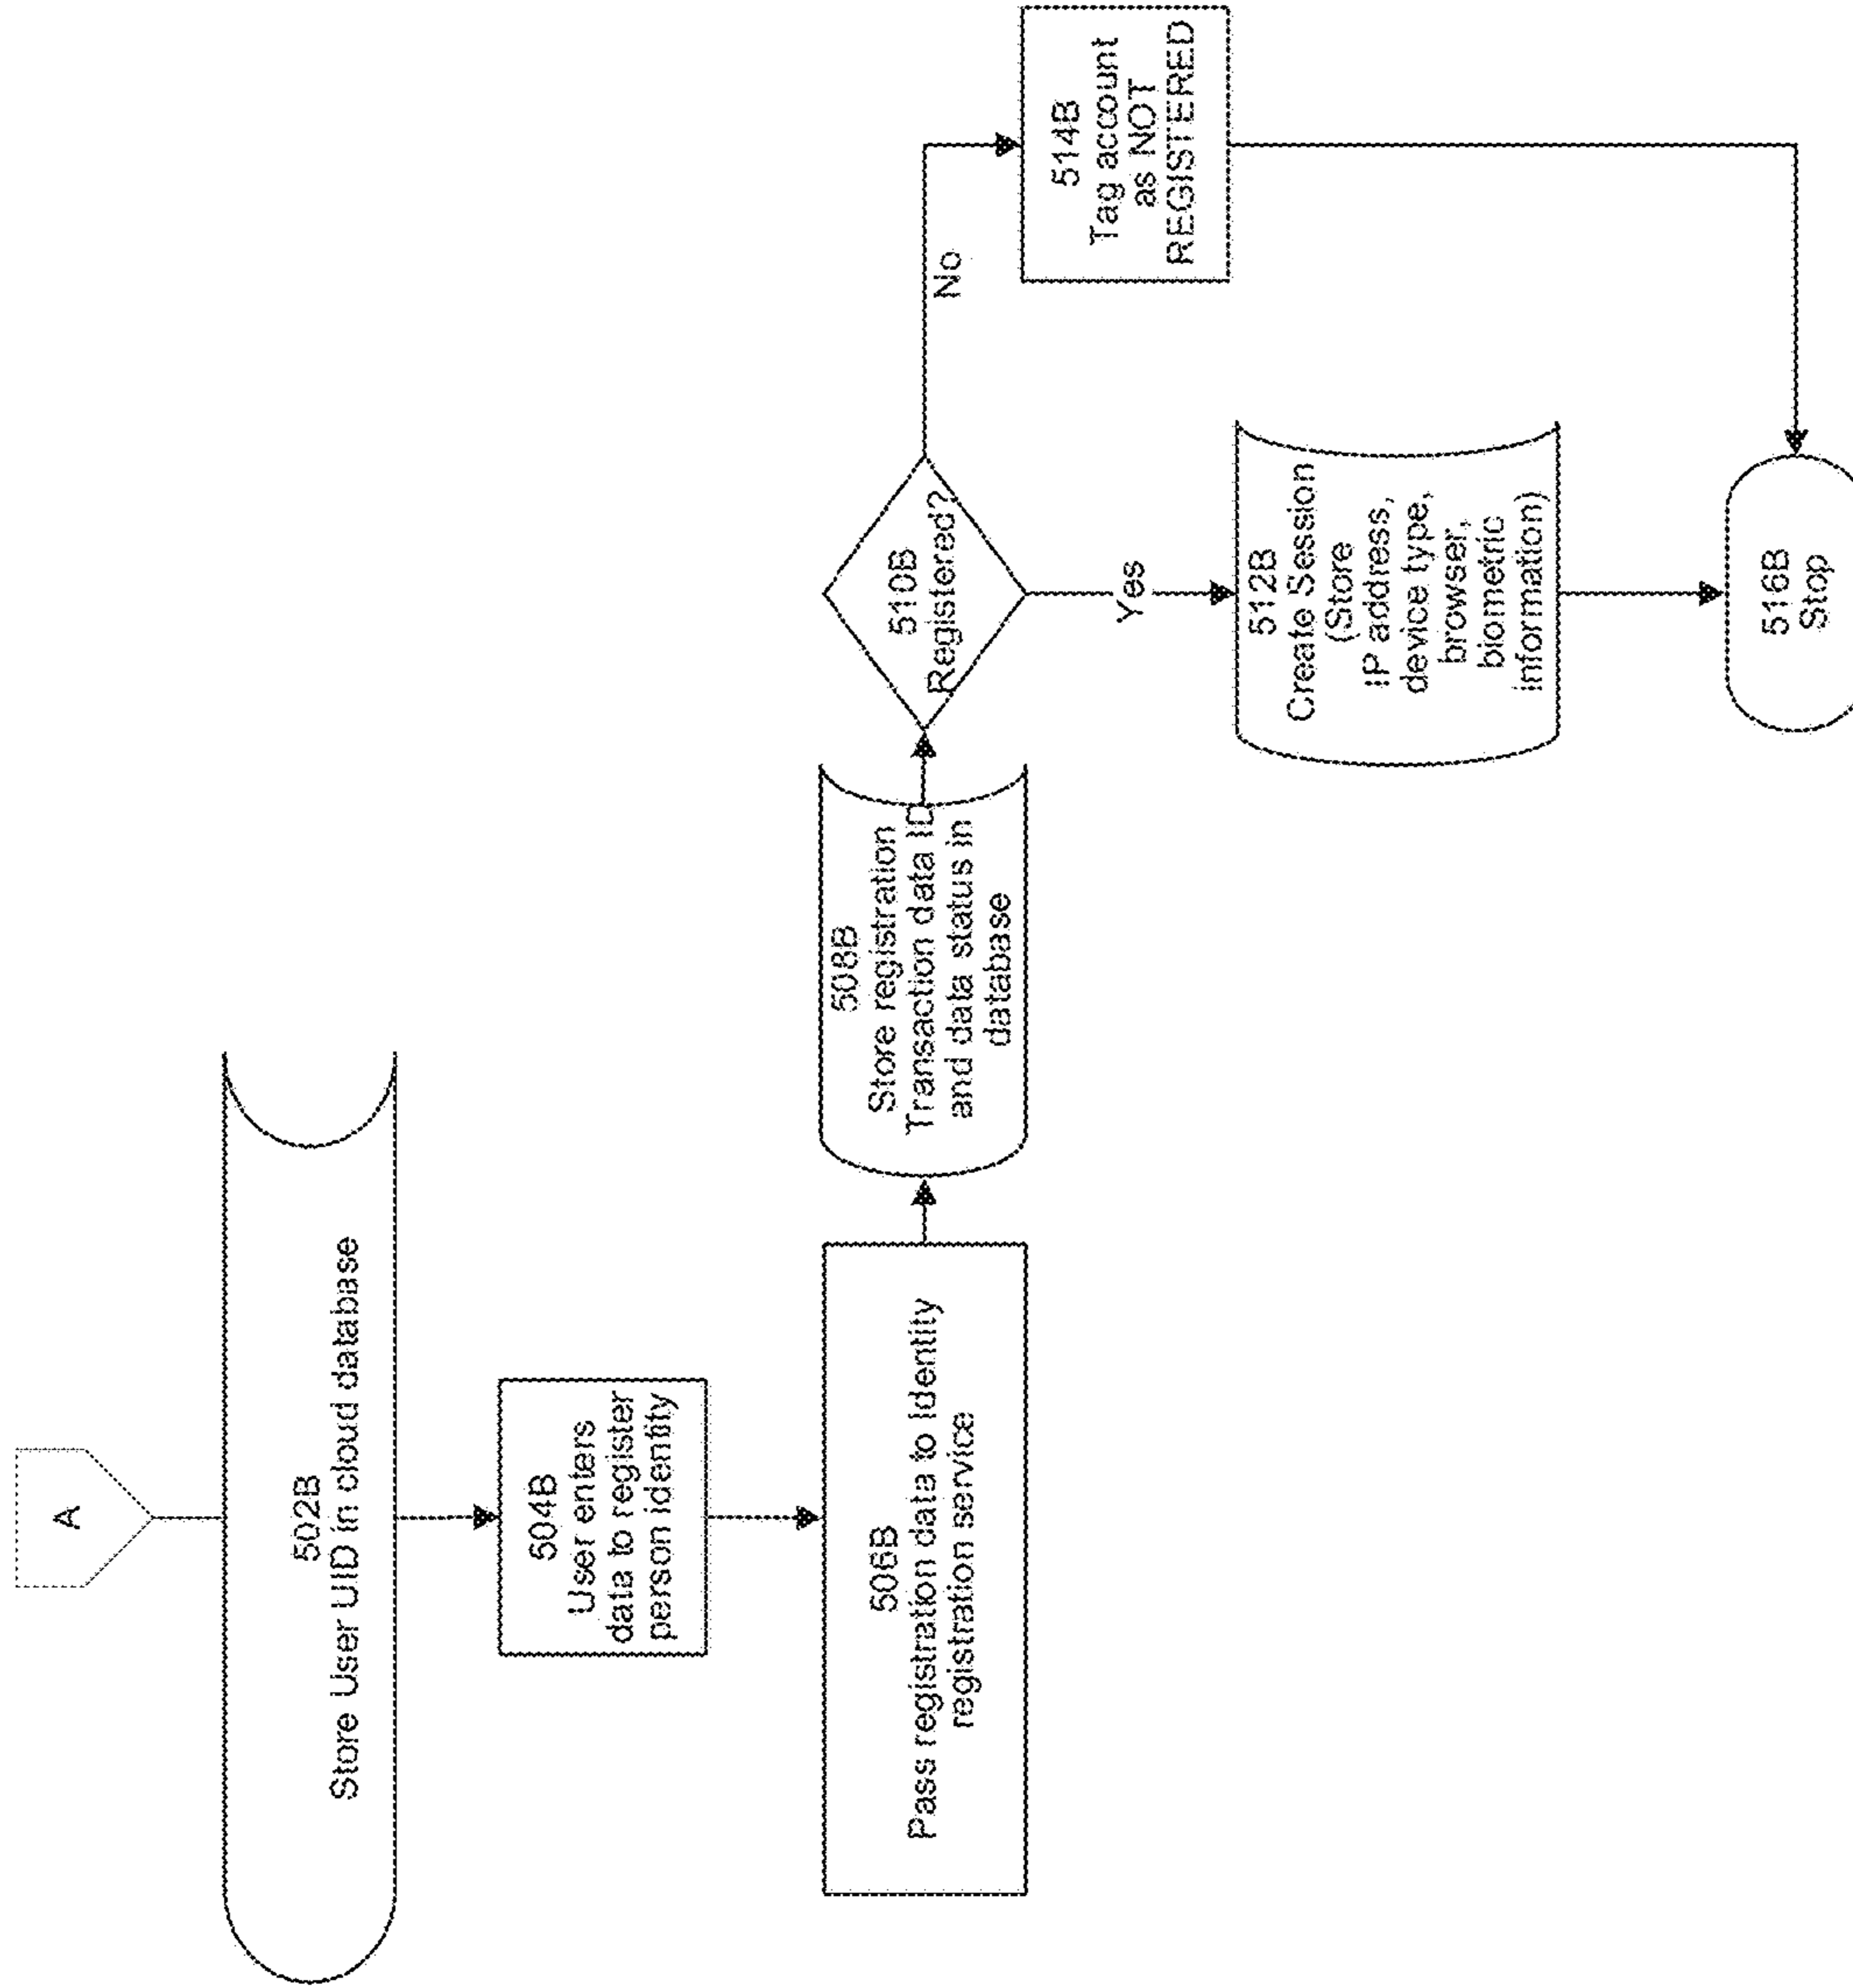 A
502B
Store User UID in cloud database
504B
User enters
data to register
person identity
506B
Pass registration data to Identity
registration service
508B
Store registration
Transaction data ID
and data status in
database
510B
Registered?
Yes
No
512B
Create Session
(Store
IP address,
device type,
browser,
biometric
information)
514B
Tag account
as NOT
REGISTERED
516B
Stop